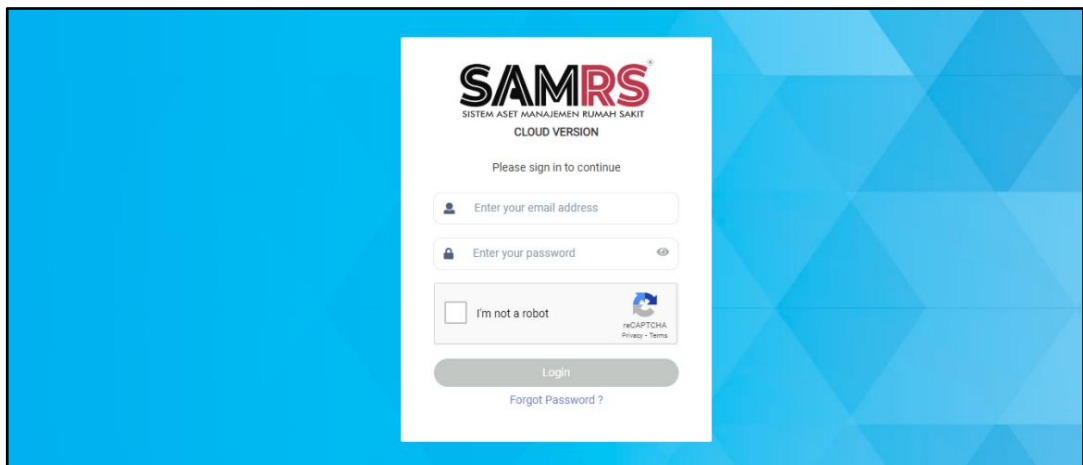 SAMRS®
SISTEM ASET MANAJEMEN RUMAH SAKIT
CLOUD VERSION
Please sign in to continue
Enter your email address
Enter your password
I'm not a robot
reCAPTCHA
Privacy - Terms
Login
Forgot Password ?